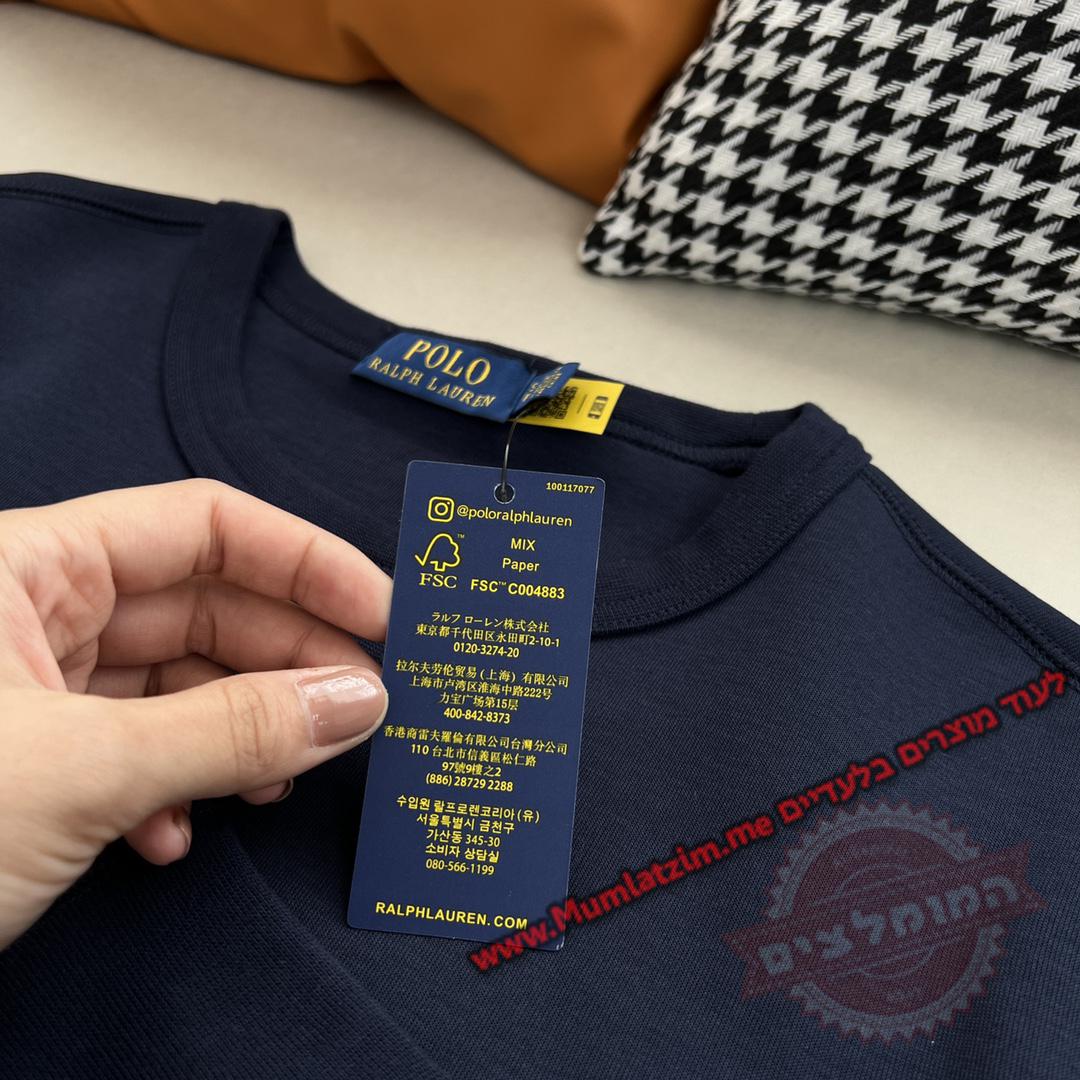 POLO
RALPH LAUREN
100117077
@poloralphlauren
MIX
Paper
FSC
™
FSC™ C004883
ラルフ ローレン株式会社
東京都千代田区永田町2-10-1
0120-3274-20
拉尔夫劳伦贸易(上海)有限公司
上海市卢湾区淮海中路222号
力宝广场第15层
400-842-8373
香港商雷夫羅倫有限公司台灣分公司
110 台北市信義區松仁路
97號9樓之2
(886) 28729 2288
수입원 랄프로렌코리아(유)
서울특별시 금천구
가산동 345-30
소비자 상담실
080-566-1199
RALPHLAUREN.COM
לעוד מוצרים בלעדיים www.Mumlatzim.me
המומלצים